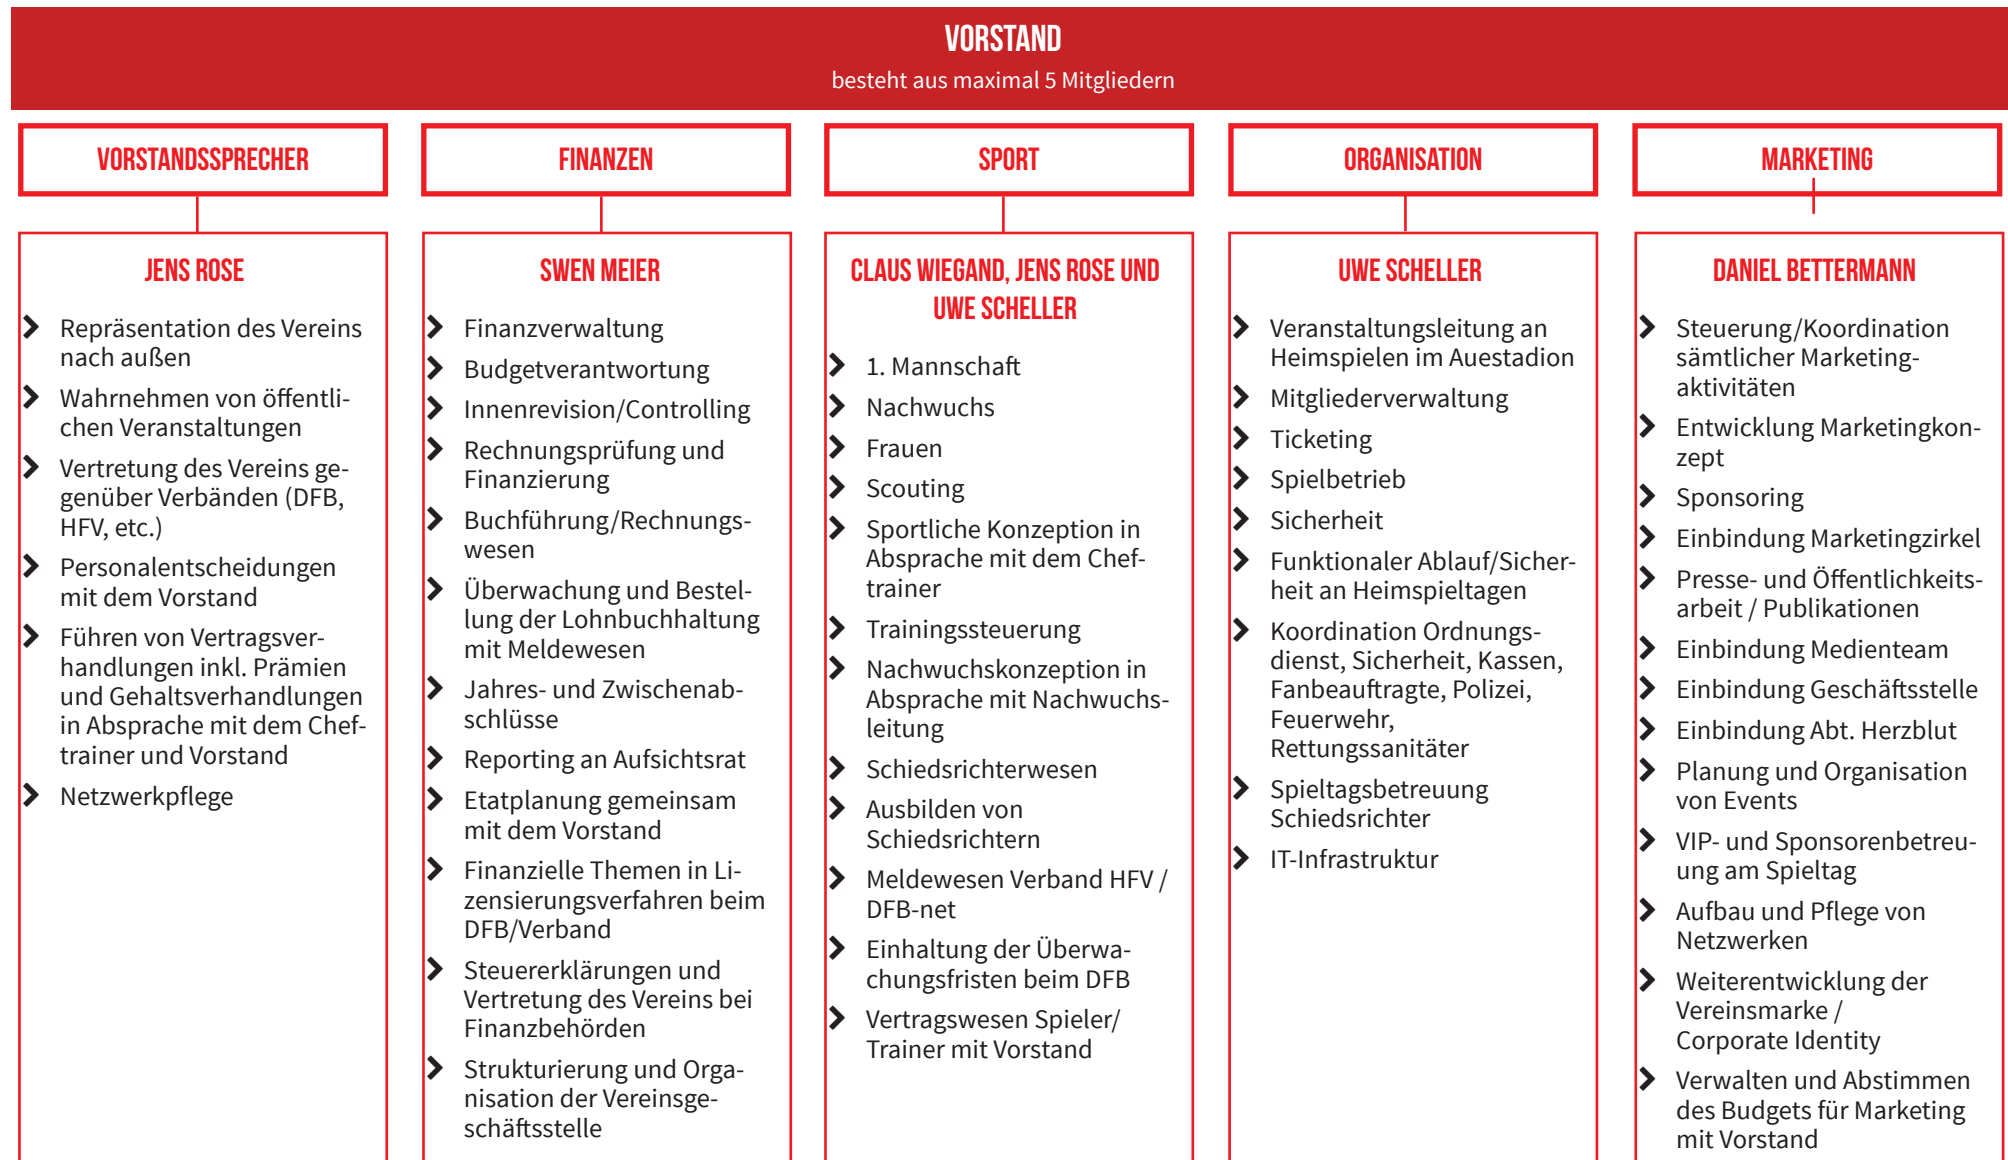 VORSTAND
besteht aus maximal 5 Mitgliedern
VORSTANDSSPRECHER
JENS ROSE
Repräsentation des Vereins
nach außen
Wahrnehmen von öffentli-
chen Veranstaltungen
Vertretung des Vereins ge-
genüber Verbänden (DFB,
HFV, etc.)
Personalentscheidungen
mit dem Vorstand
Führen von Vertragsver-
handlungen inkl. Prämien
und Gehaltsverhandlungen
in Absprache mit dem Chef-
trainer und Vorstand
Netzwerkpflege
FINANZEN
SWEN MEIER
Finanzverwaltung
Budgetverantwortung
Innenrevision/Controlling
Rechnungsprüfung und
Finanzierung
Buchführung/Rechnungs-
wesen
Überwachung und Bestel-
lung der Lohnbuchhaltung
mit Meldewesen
Jahres- und Zwischenab-
schlüsse
Reporting an Aufsichtsrat
Etatplanung gemeinsam
mit dem Vorstand
Finanzielle Themen in Li-
zensierungsverfahren beim
DFB/Verband
Steuererklärungen und
Vertretung des Vereins bei
Finanzbehörden
Strukturierung und Orga-
nisation der Vereinsge-
schäftsstelle
SPORT
CLAUS WIEGAND, JENS ROSE UND
UWE SCHELLER
1. Mannschaft
Nachwuchs
Frauen
Scouting
Sportliche Konzeption in
Absprache mit dem Chef-
trainer
Trainingssteuerung
Nachwuchskonzeption in
Absprache mit Nachwuchs-
leitung
Schiedsrichterwesen
Ausbilden von
Schiedsrichtern
Meldewesen Verband HFV /
DFB-net
Einhaltung der Überwa-
chungsfristen beim DFB
Vertragswesen Spieler/
Trainer mit Vorstand
ORGANISATION
UWE SCHELLER
Veranstaltungsleitung an
Heimspielen im Auestadion
Mitgliederverwaltung
Ticketing
Spielbetrieb
Sicherheit
Funktionaler Ablauf/Sicher-
heit an Heimspieltagen
Koordination Ordnungs-
dienst, Sicherheit, Kassen,
Fanbeauftragte, Polizei,
Feuerwehr,
Rettungssanitäter
Spieltagsbetreuung
Schiedsrichter
IT-Infrastruktur
MARKETING
DANIEL BETTERMANN
Steuerung/Koordination
sämtlicher Marketing-
aktivitäten
Entwicklung Marketingkon-
zept
Sponsoring
Einbindung Marketingzirkel
Presse- und Öffentlichkeits-
arbeit / Publikationen
Einbindung Medienteam
Einbindung Geschäftsstelle
Einbindung Abt. Herzblut
Planung und Organisation
von Events
VIP- und Sponsorenbetreu-
ung am Spieltag
Aufbau und Pflege von
Netzwerken
Weiterentwicklung der
Vereinsmarke /
Corporate Identity
Verwalten und Abstimmen
des Budgets für Marketing
mit Vorstand